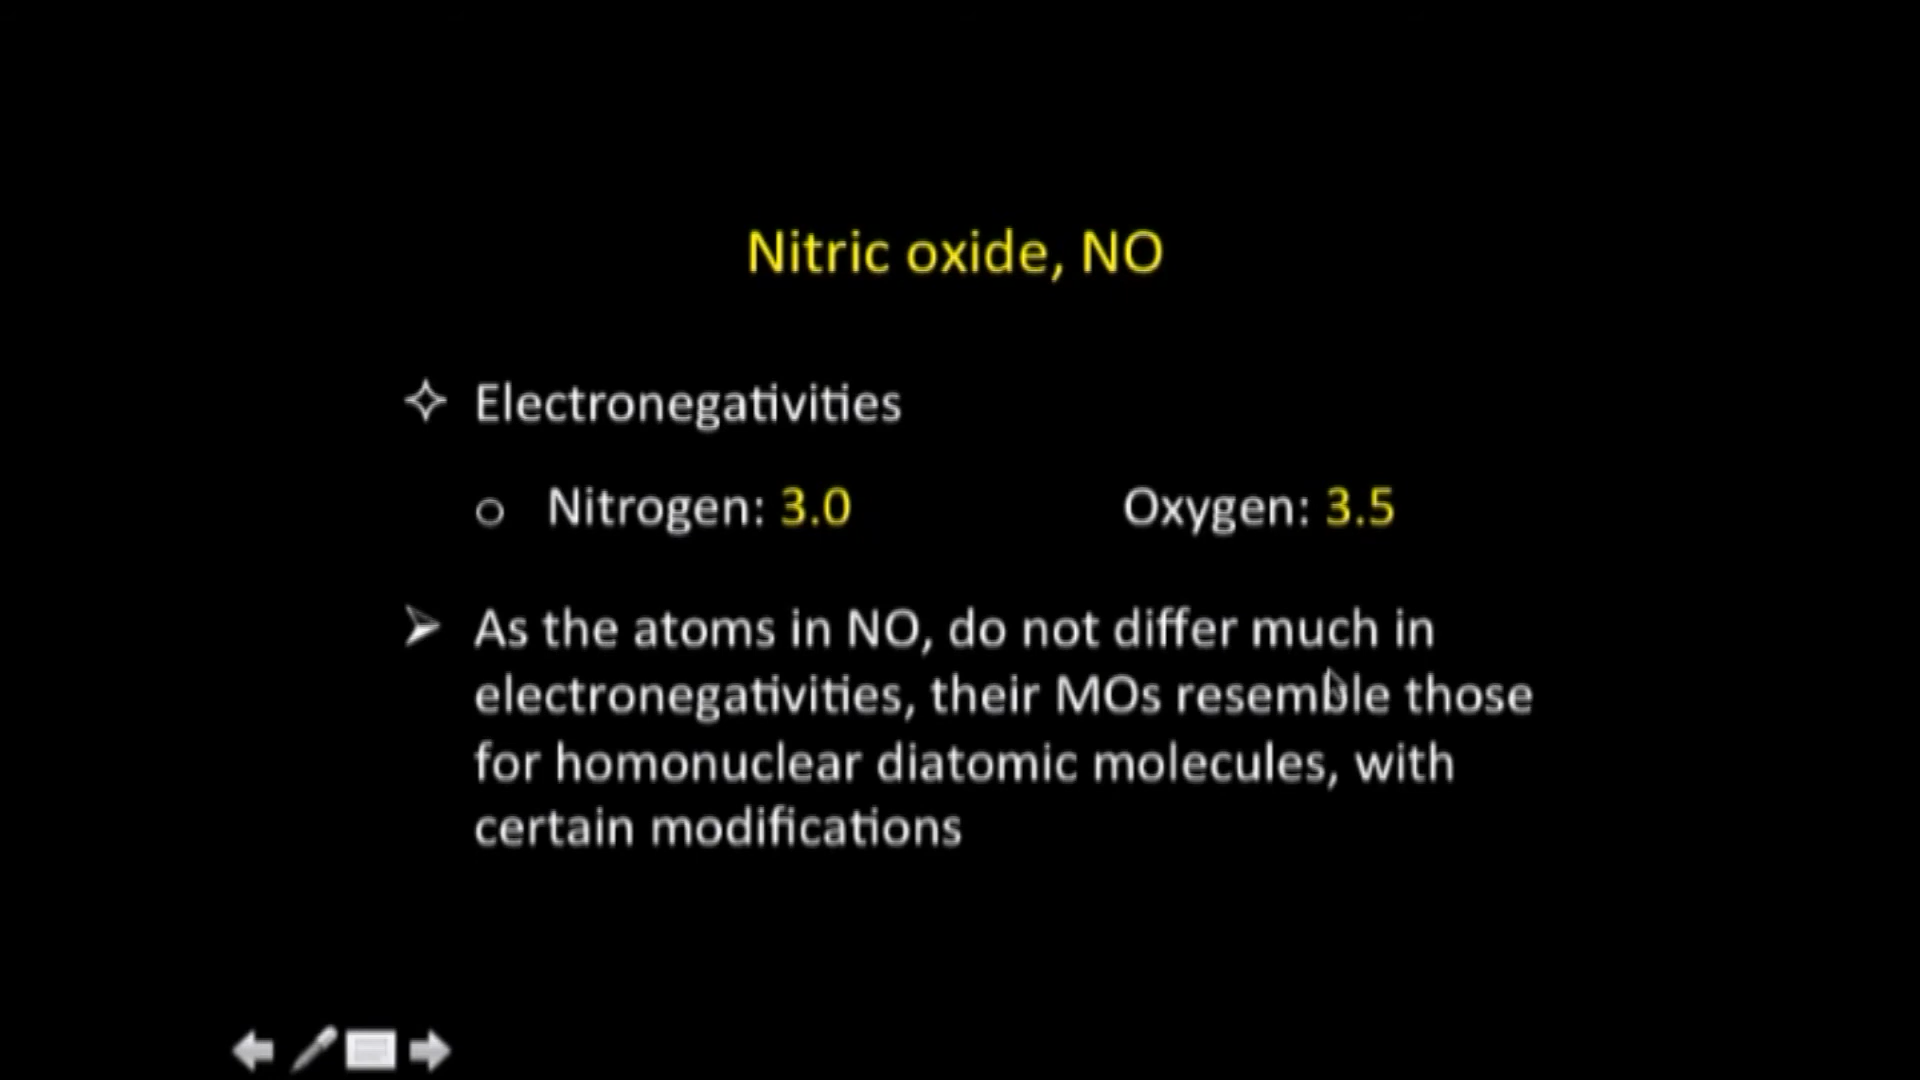 Nitric oxide, NO
Electronegativities
Nitrogen: 3.0 Oxygen: 3.5
As the atoms in NO, do not differ much in
electronegativities, their MOs resemble those
for homonuclear diatomic molecules, with
certain modifications